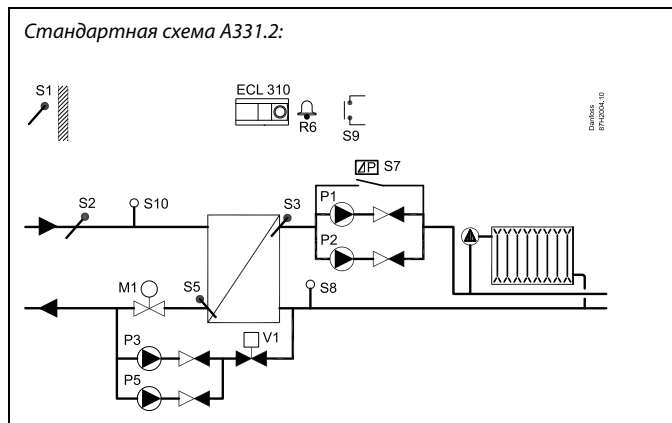 Стандартная схема A331.2:
S1
ECL 310
R6
S9
Danfoss
87H2004.10
S2
S10
S3
ΔP S7
P1
P2
M1
S5
S8
P3
V1
P5